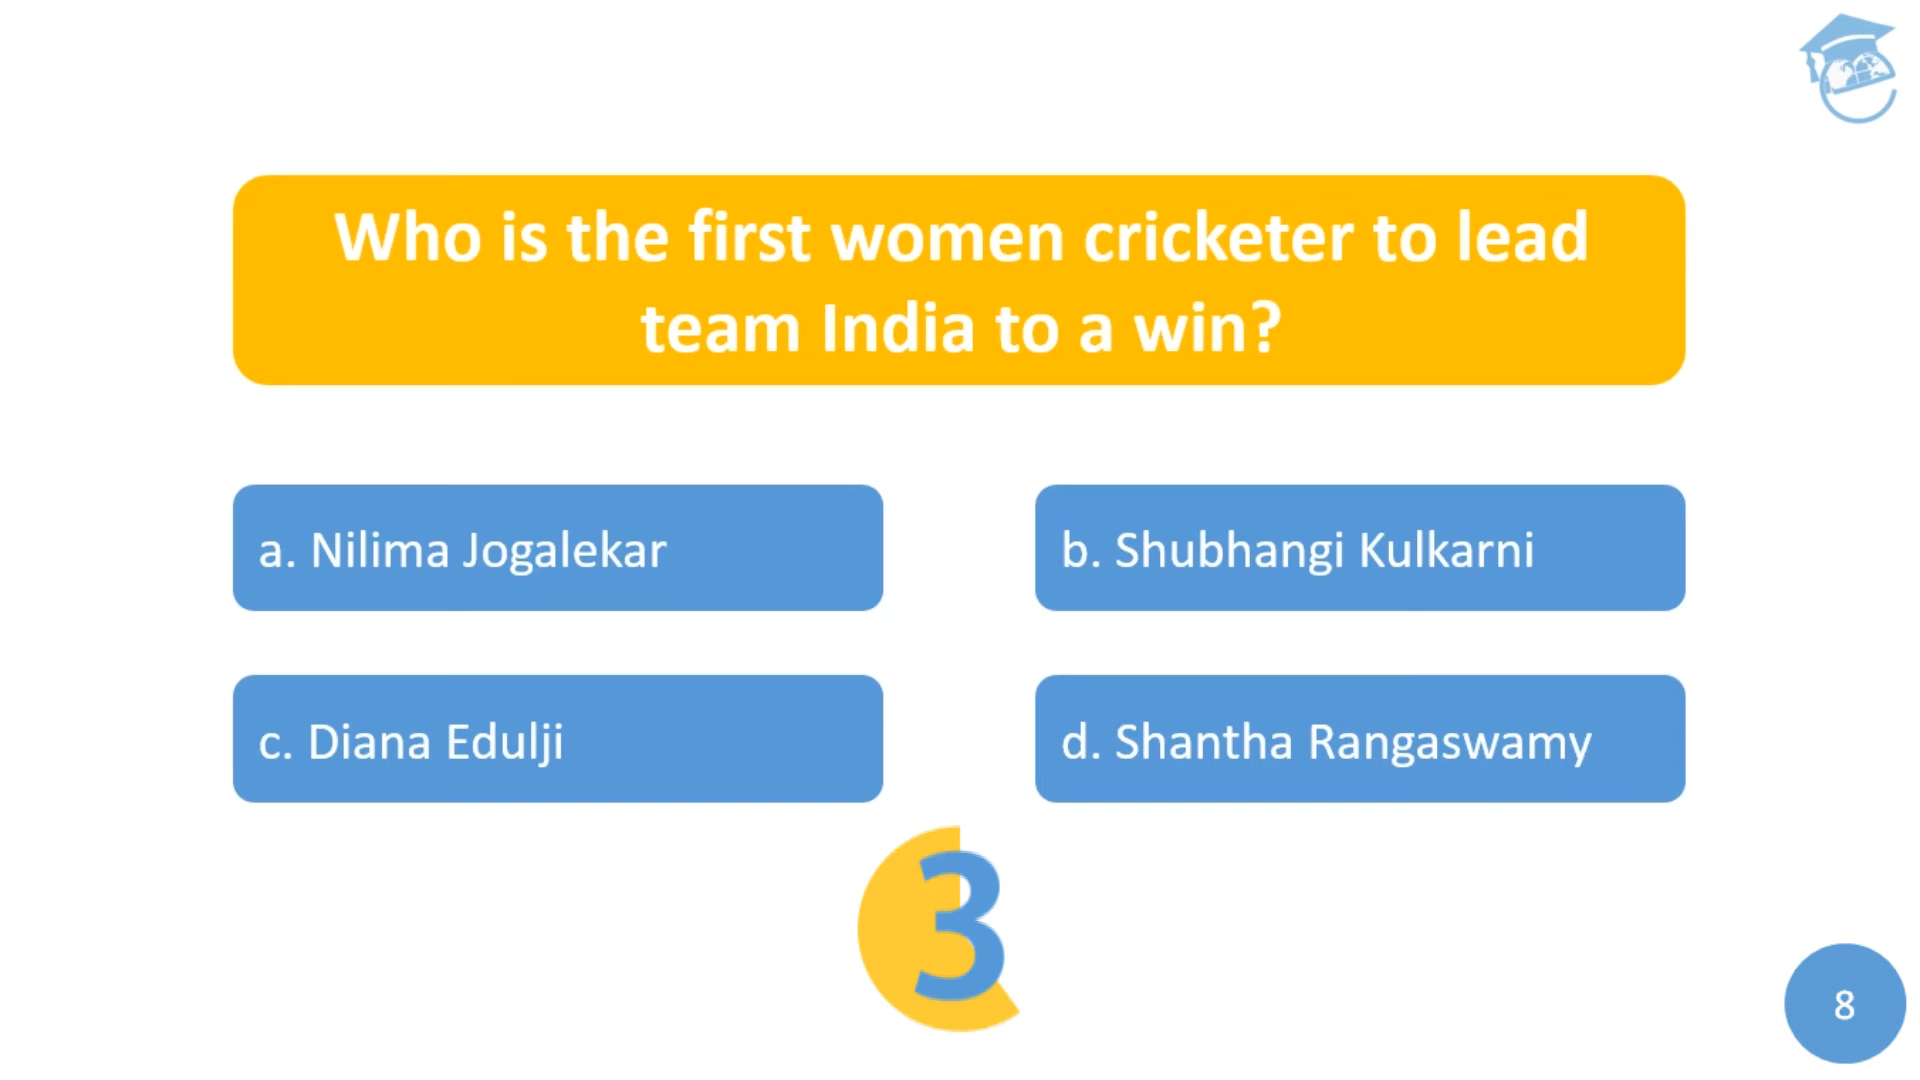 Who is the first women cricketer to lead
team India to a win?
a. Nilima Jogalekar
b. Shubhangi Kulkarni
c. Diana Edulji
d. Shantha Rangaswamy
3
8